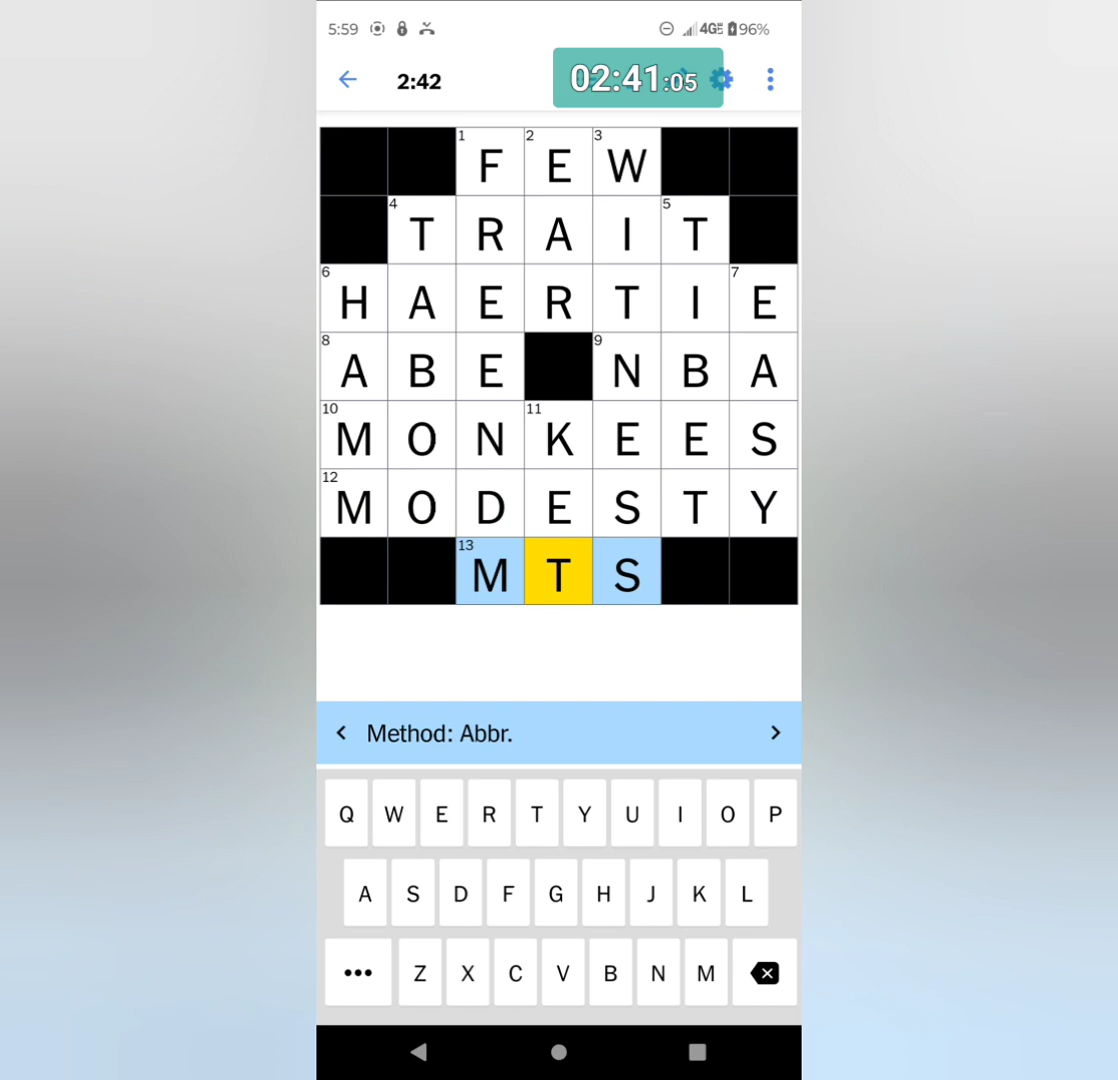 5:59 4GE 96%
2:42 02:41:05
1 F 2 E 3 W
4 T R A I 5 T
6 H A E R T I 7 E
8 A B E 9 N B A
10 M O N 11 K E E S
12 M O D E S T Y
13 M T S
Method: Abbr.
Q W E R T Y U I O P
A S D F G H J K L
Z X C V B N M